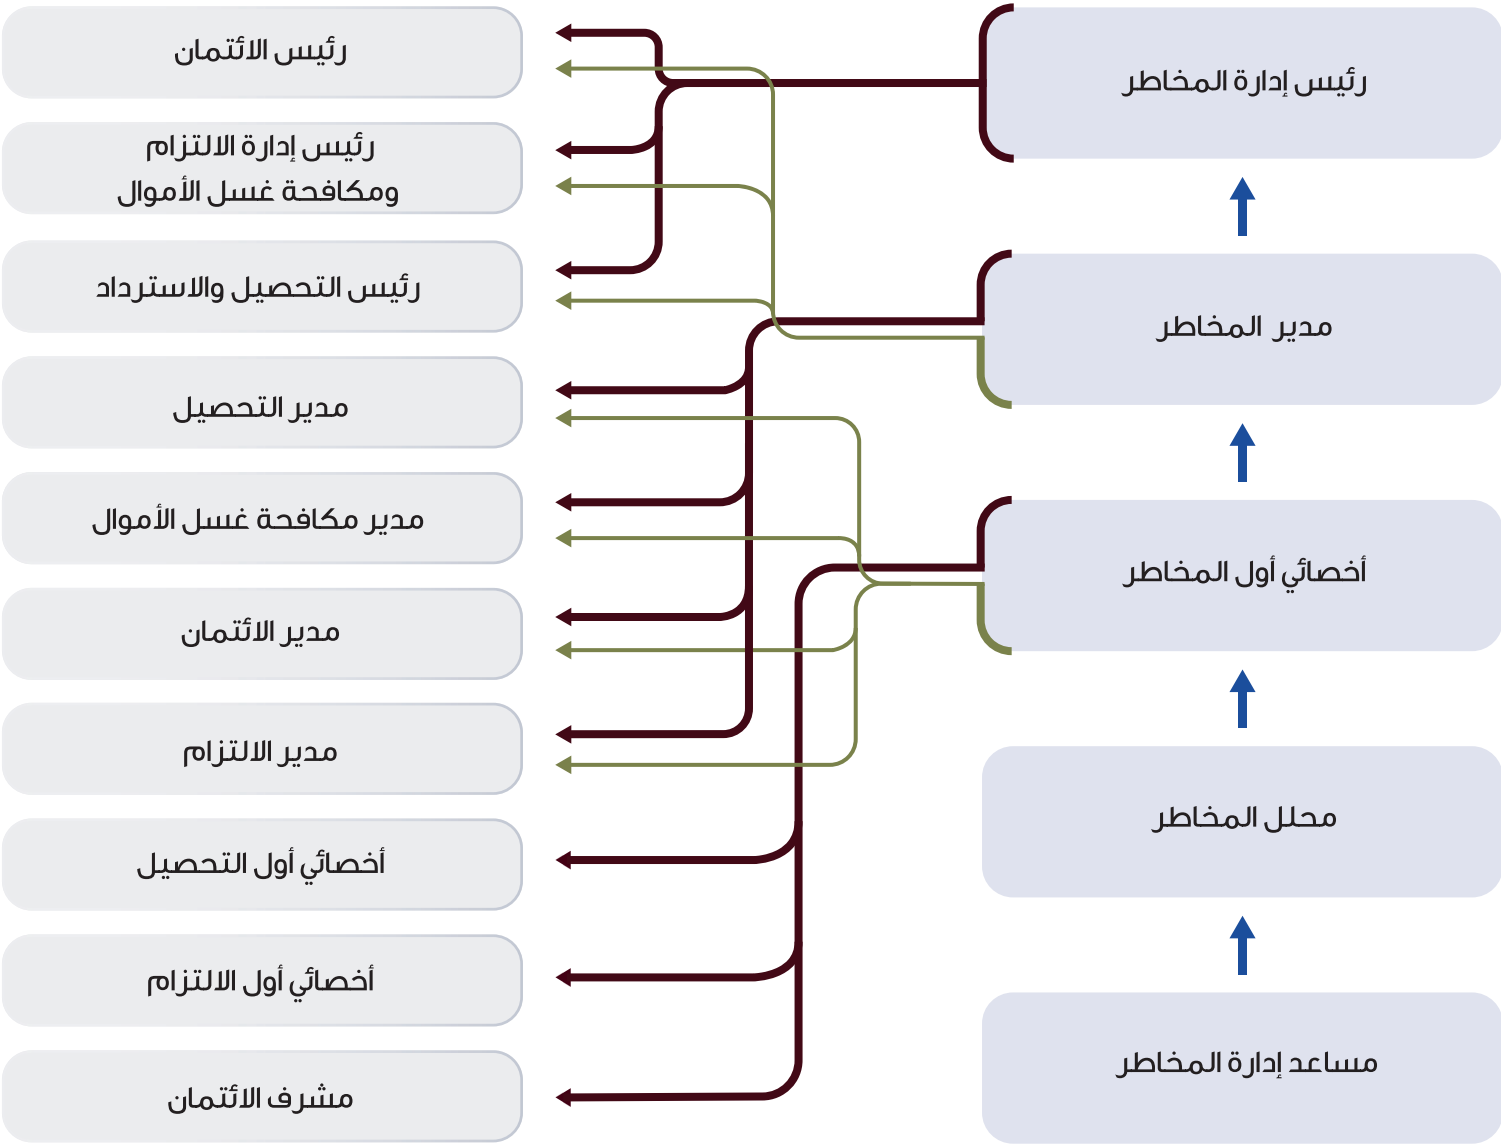 رئيس إدارة المخاطر
مدير المخاطر
أخصائي أول المخاطر
محلل المخاطر
مساعد إدارة المخاطر
رئيس الائتمان
رئيس إدارة الالتزام
ومكافحة غسل الأموال
رئيس التحصيل والاسترداد
مدير التحصيل
مدير مكافحة غسل الأموال
مدير الائتمان
مدير الالتزام
أخصائي أول التحصيل
أخصائي أول الالتزام
مشرف الائتمان